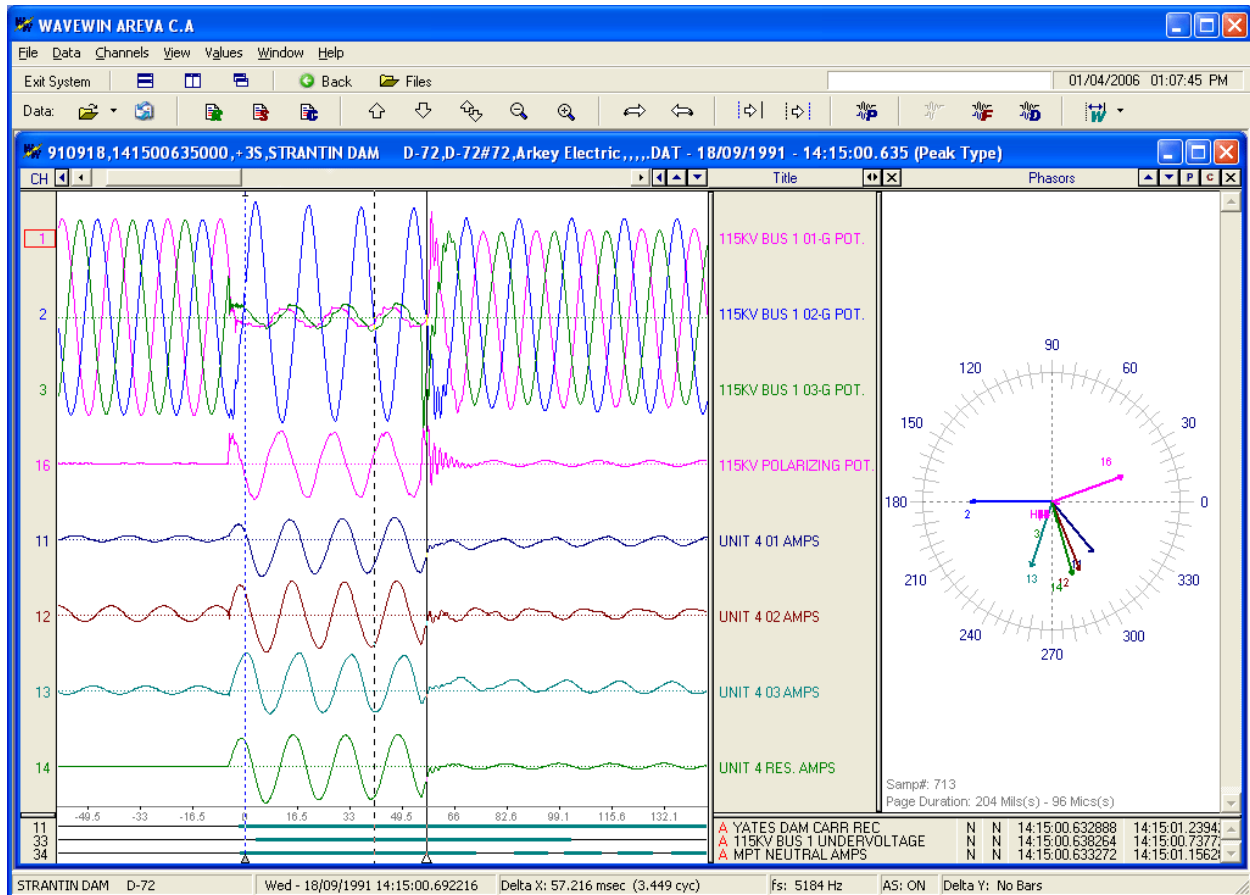 WAVEWIN AREVA C.A
File Data Channels View Values Window Help
Exit System Back Files 01/04/2006 01:07:45 PM
Data: P F D W
910918,141500635000,+3S,STRANTIN DAM D-72,D-72#72,Arkey Electric,,,,.DAT - 18/09/1991 - 14:15:00.635 (Peak Type)
CH Title Phasors P C
1 115KV BUS 1 01-G POT.
2 115KV BUS 1 02-G POT.
3 115KV BUS 1 03-G POT.
16 115KV POLARIZING POT.
11 UNIT 4 01 AMPS
12 UNIT 4 02 AMPS
13 UNIT 4 03 AMPS
14 UNIT 4 RES. AMPS
90
120 60
150 30
16
180 0
2
3
13 14 12
210 330
240 300
270
Samp#: 713
Page Duration: 204 Mils(s) - 96 Mics(s)
-49.5 -33 -16.5 0 16.5 33 49.5 66 82.6 99.1 115.6 132.1
11 A YATES DAM CARR REC N N 14:15:00.632888
33 A 115KV BUS 1 UNDERVOLTAGE N N 14:15:00.638264
34 A MPT NEUTRAL AMPS N N 14:15:00.633272
STRANTIN DAM D-72 Wed - 18/09/1991 14:15:00.692216 Delta X: 57.216 msec (3.449 cyc) fs: 5184 Hz AS: ON Delta Y: No Bars